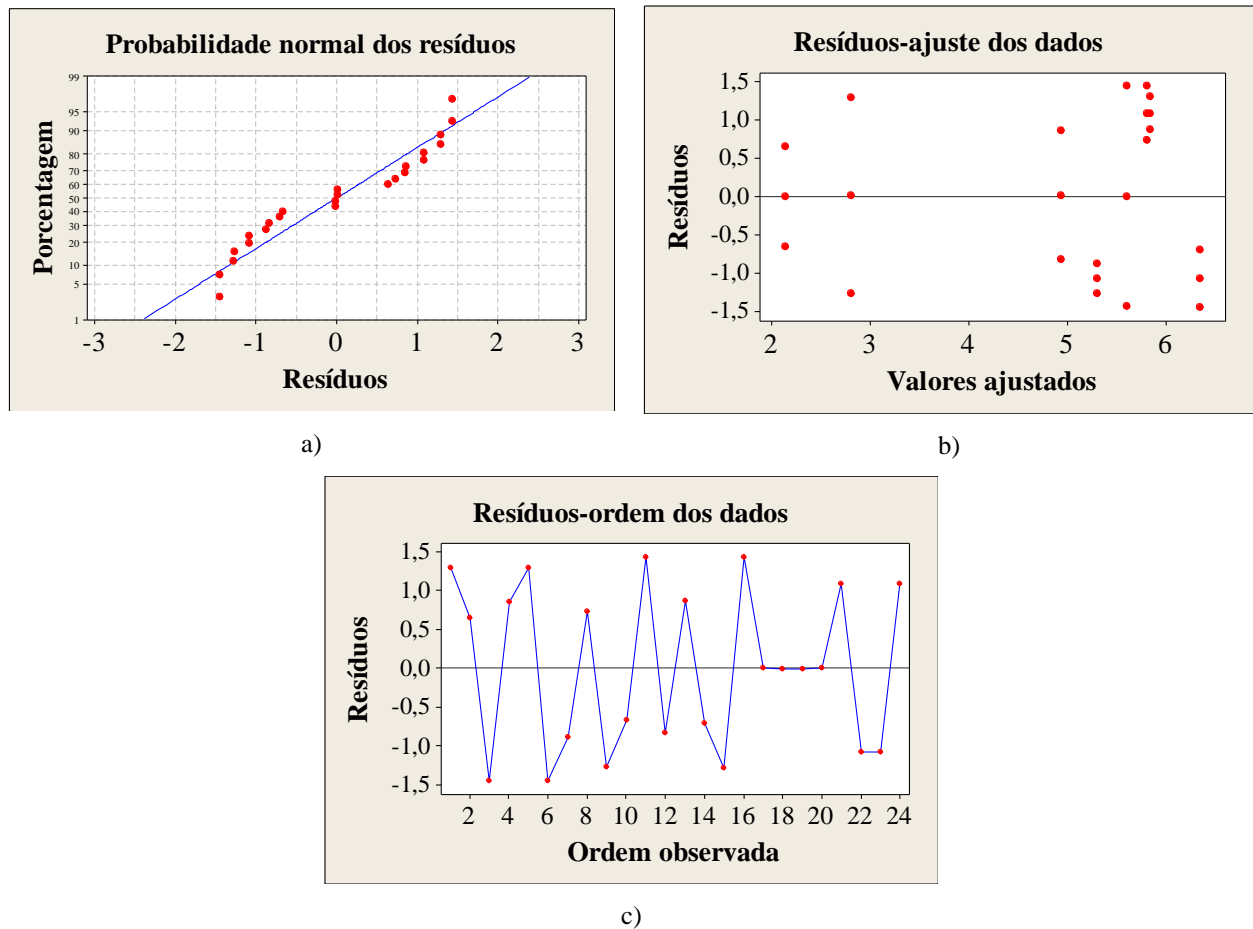 Probabilidade normal dos resíduos
Porcentagem
99
95
90
80
70
60
50
40
30
20
10
5
1
-3 -2 -1 0 1 2 3
Resíduos
a)
Resíduos-ajuste dos dados
Resíduos
1,5
1,0
0,5
0,0
-0,5
-1,0
-1,5
2 3 4 5 6
Valores ajustados
b)
Resíduos-ordem dos dados
Resíduos
1,5
1,0
0,5
0,0
-0,5
-1,0
-1,5
2 4 6 8 10 12 14 16 18 20 22 24
Ordem observada
c)